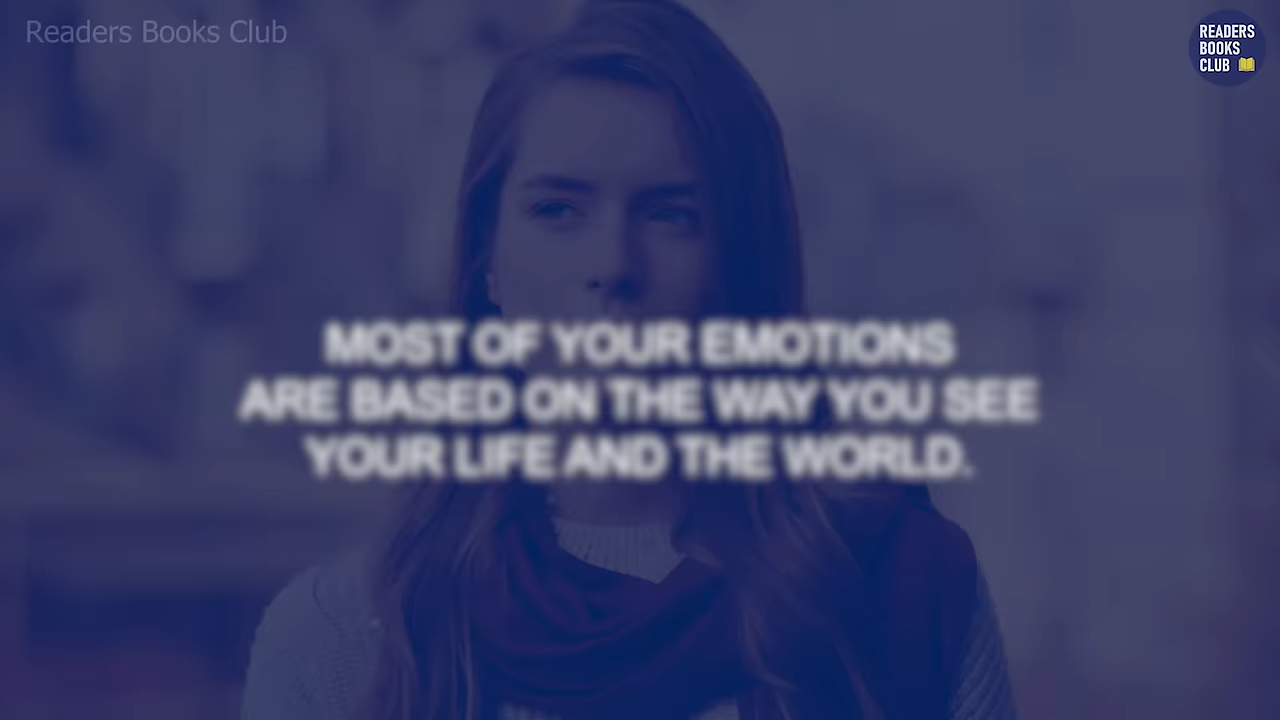 Readers Books Club
READERS
BOOKS
CLUB
MOST OF YOUR EMOTIONS
ARE BASED ON THE WAY YOU SEE
YOUR LIFE AND THE WORLD.